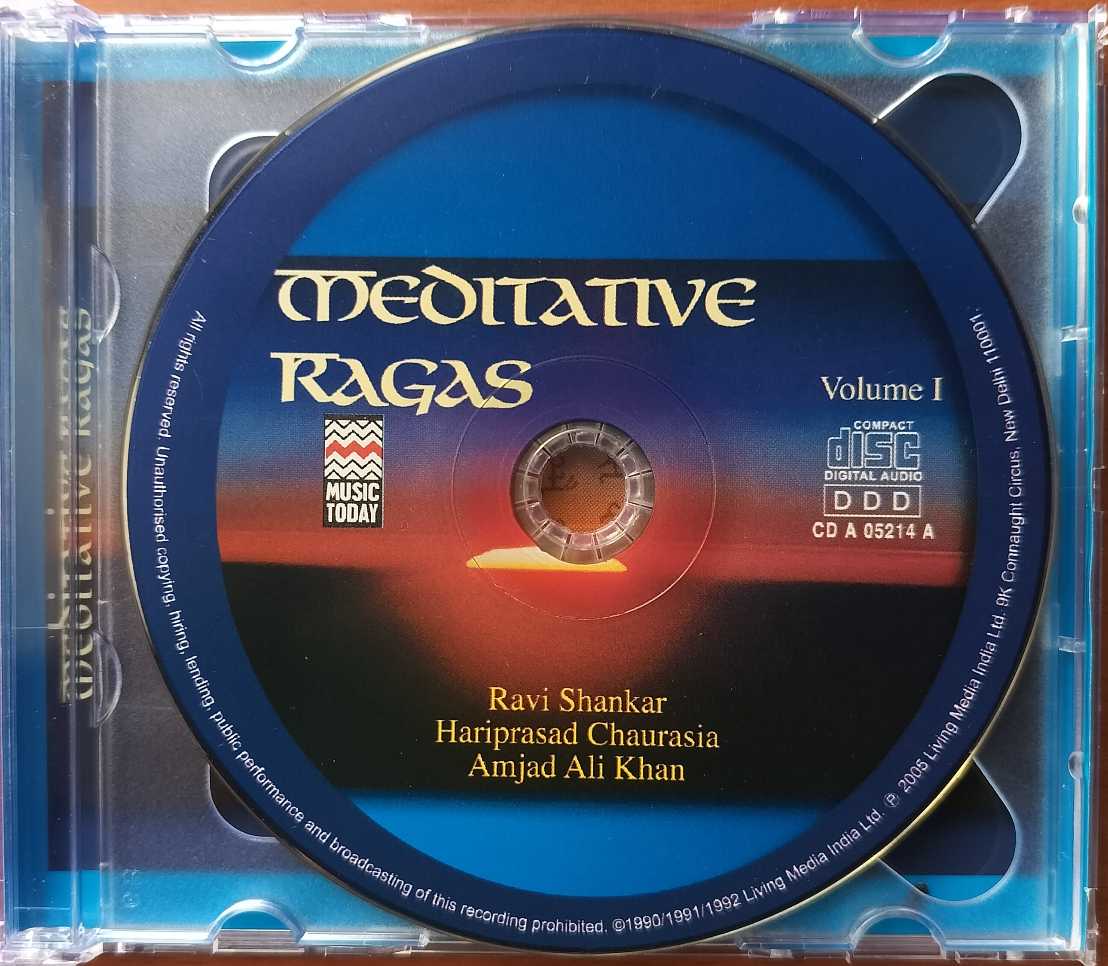 MEDITATIVE
RAGAS
Volume I
COMPACT
disc
DIGITAL AUDIO
DDD
CD A 05214 A
MUSIC
TODAY
Ravi Shankar
Hariprasad Chaurasia
Amjad Ali Khan
All rights reserved. Unauthorised copying, hiring, lending, public performance and broadcasting of this recording prohibited. ©1990/1991/1992 Living Media India Ltd. ℗ 2005 Living Media India Ltd. 9K Connaught Circus, New Delhi 110001.
Meditative Ragas